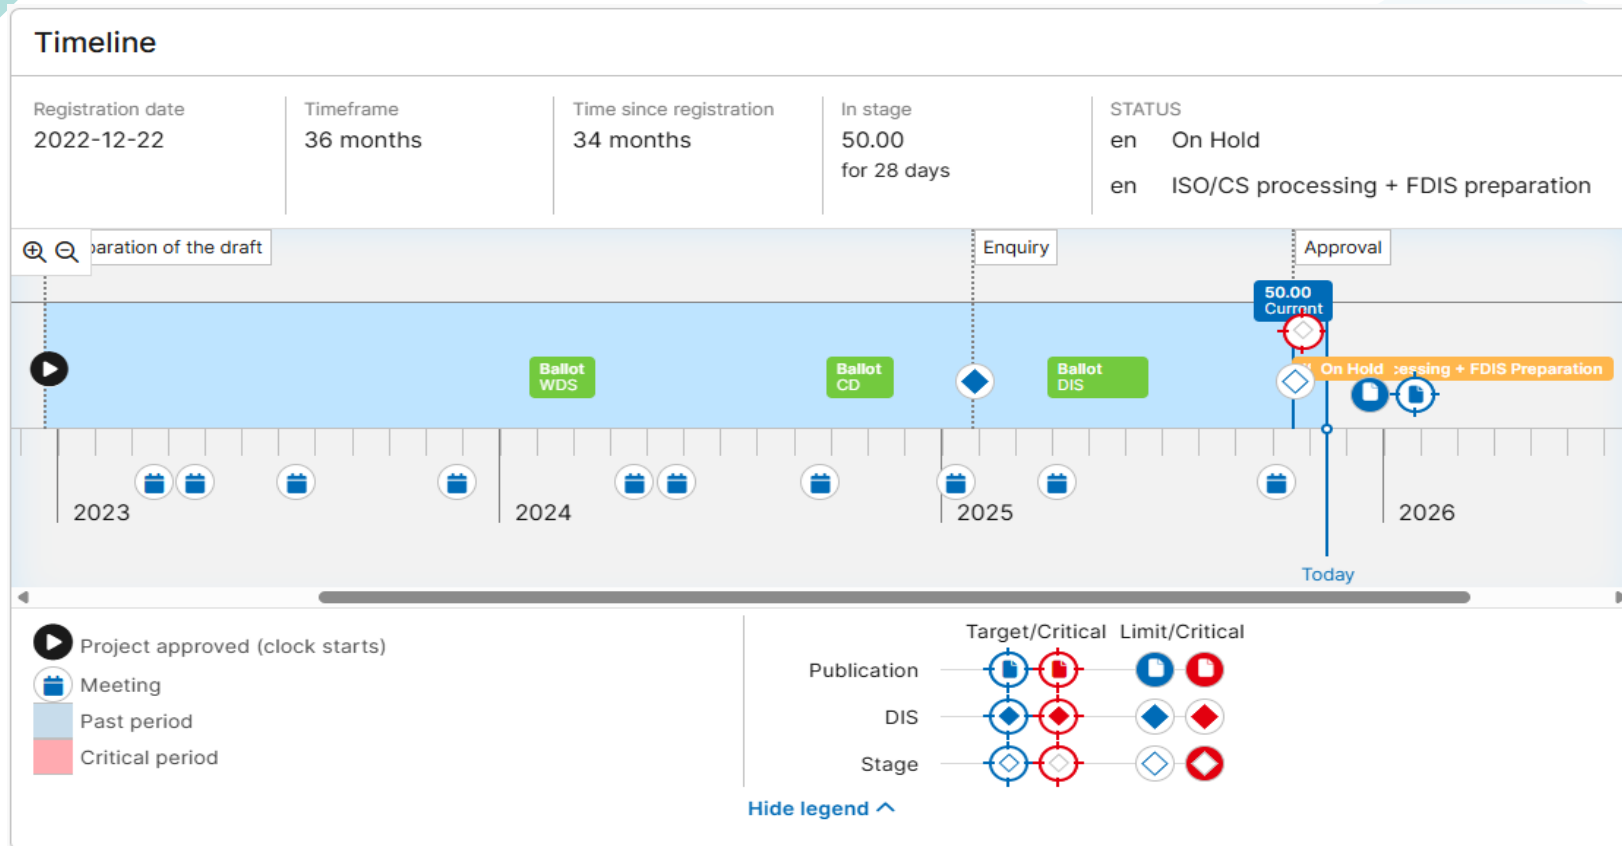 Timeline
Registration date
2022-12-22
Timeframe
36 months
Time since registration
34 months
In stage
50.00
for 28 days
STATUS
en On Hold
en ISO/CS processing + FDIS preparation
of the draft
Enquiry
Approval
50.00
Current
Ballot
WDS
Ballot
CD
Ballot
DIS
On Hold
+ FDIS Preparation
2023
2024
2025
2026
Today
Project approved (clock starts)
Meeting
Past period
Critical period
Target/Critical Limit/Critical
Publication
DIS
Stage
Hide legend